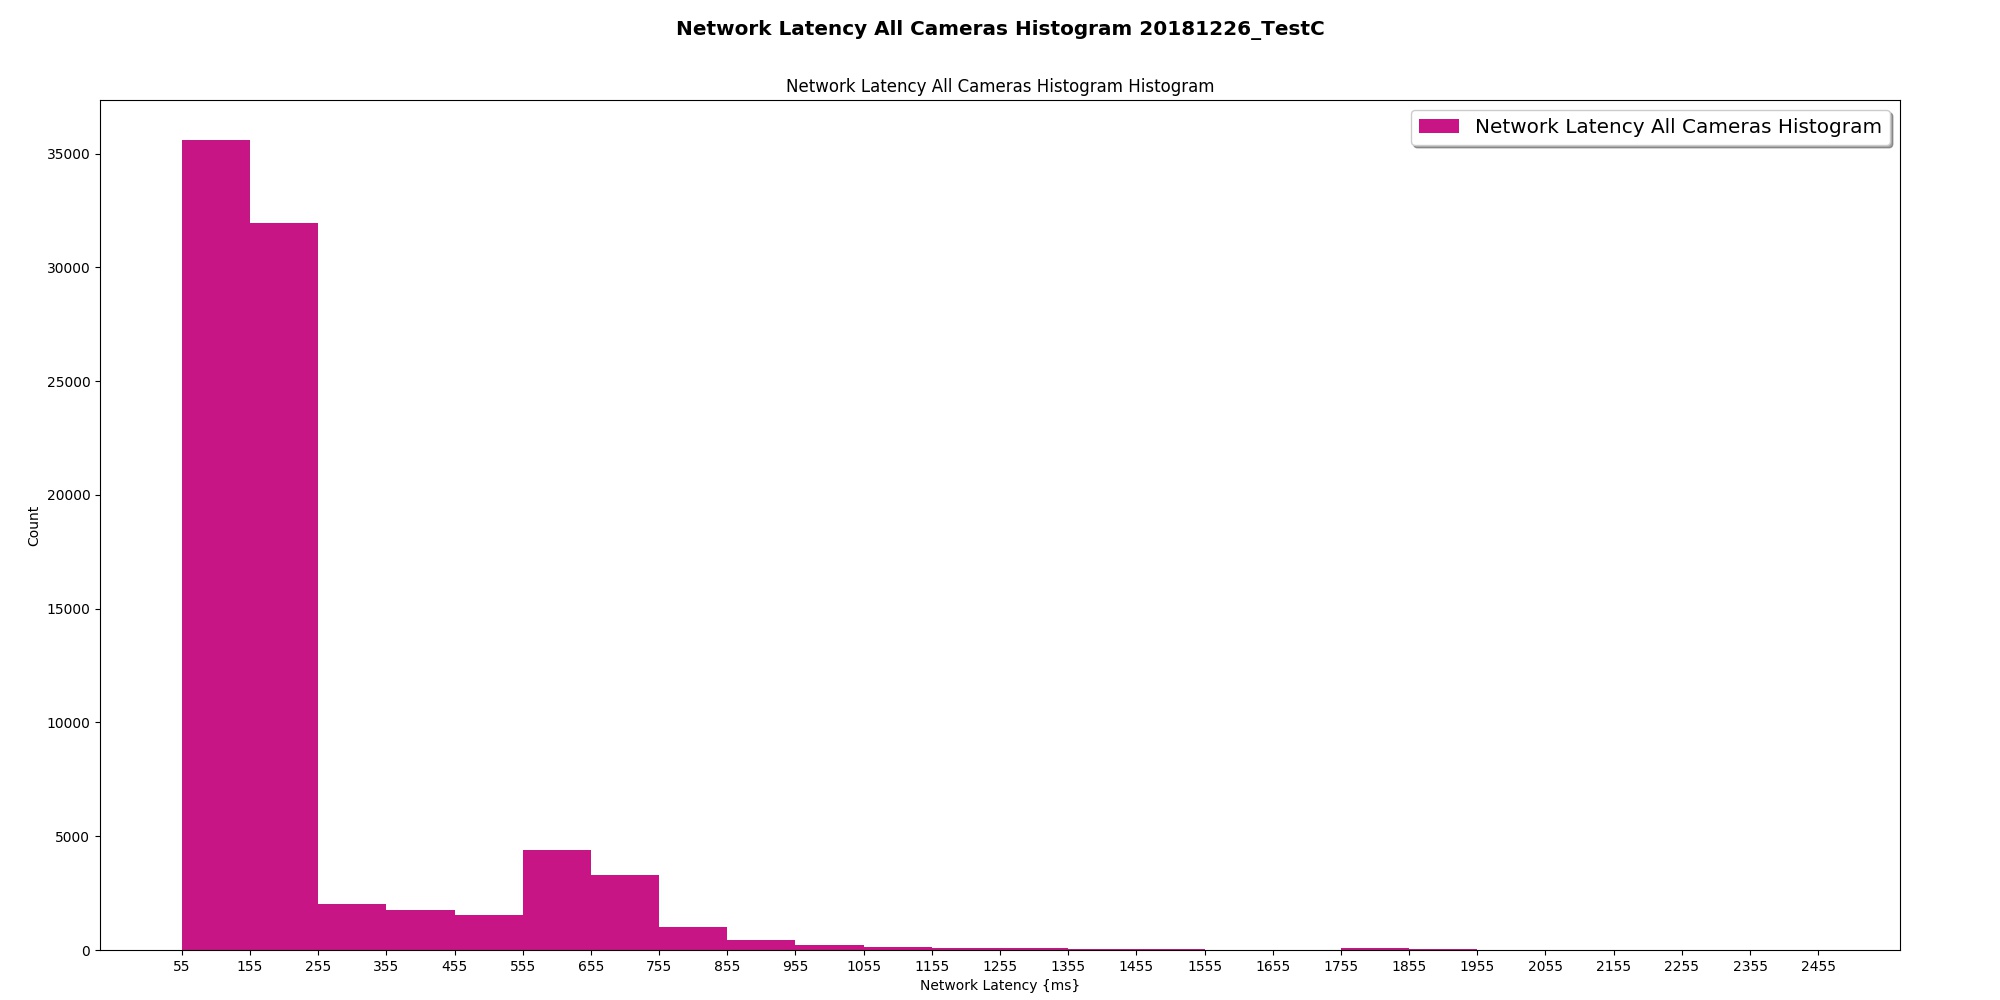 Network Latency All Cameras Histogram 20181226_TestC
Network Latency All Cameras Histogram Histogram
Network Latency All Cameras Histogram
35000
30000
25000
20000
15000
10000
5000
0
Count
55 155 255 355 455 555 655 755 855 955 1055 1155 1255 1355 1455 1555 1655 1755 1855 1955 2055 2155 2255 2355 2455
Network Latency {ms}